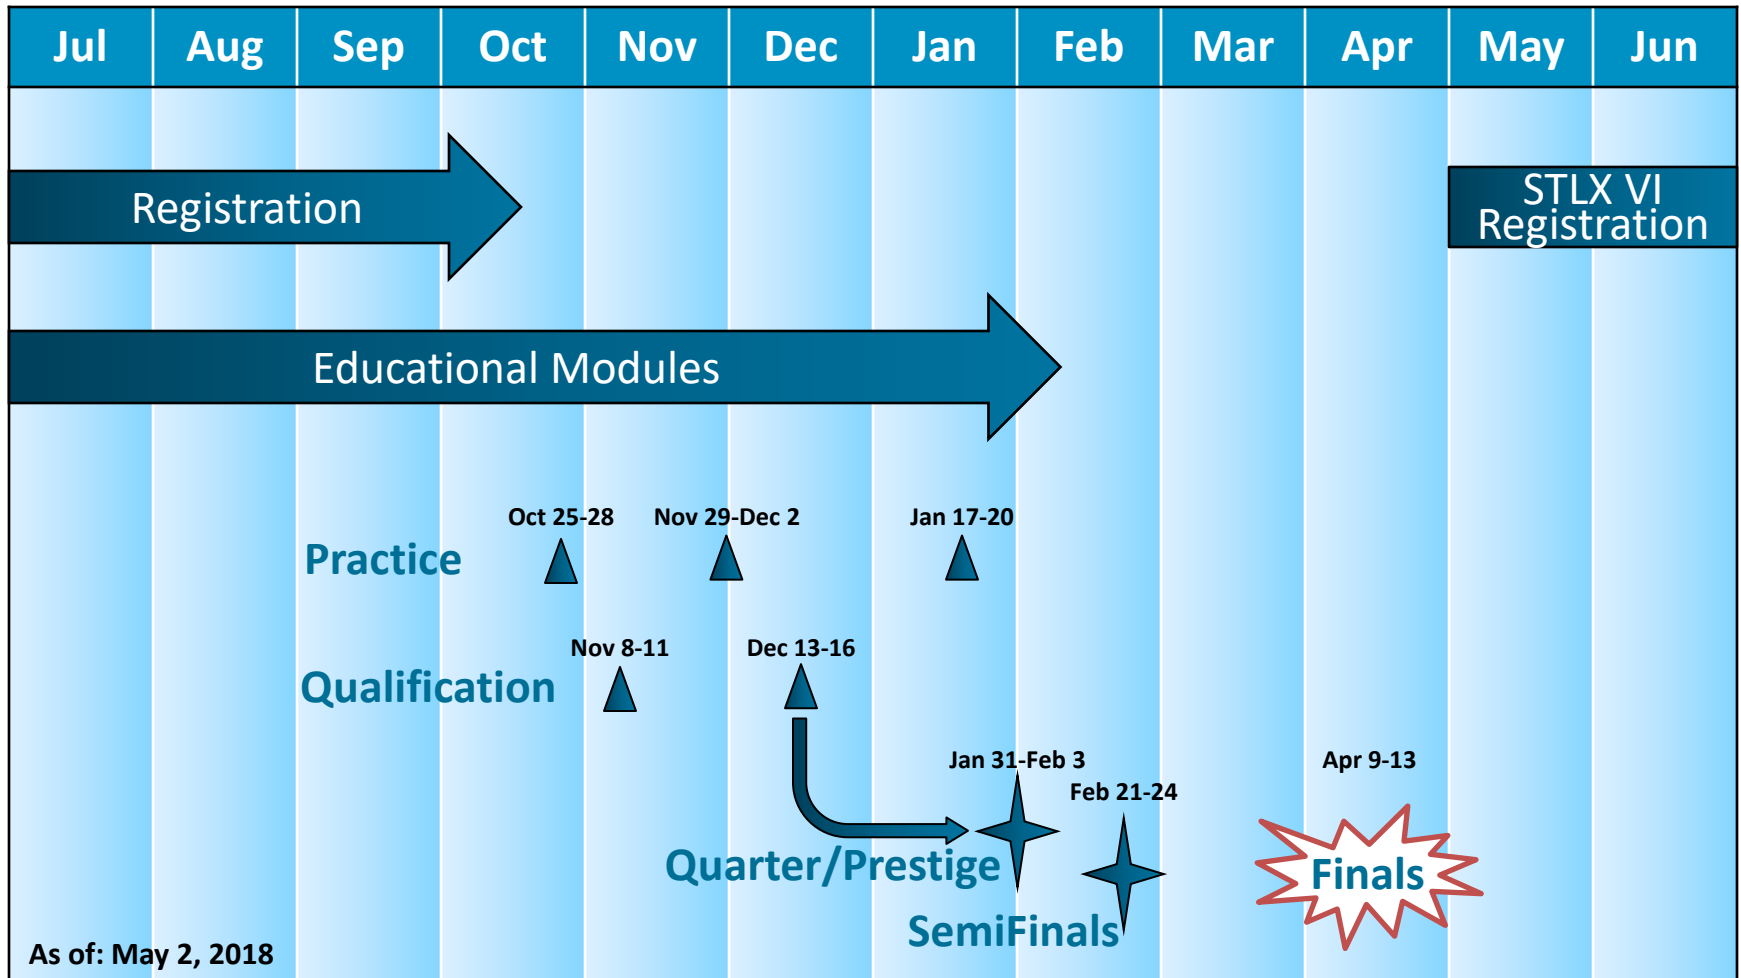 Jul Aug Sep Oct Nov Dec Jan Feb Mar Apr May Jun
Registration
STLX VI
Registration
Educational Modules
Oct 25-28 Nov 29-Dec 2 Jan 17-20
Practice
Nov 8-11 Dec 13-16
Qualification
Jan 31-Feb 3 Apr 9-13
Feb 21-24
Quarter/Prestige
Finals
SemiFinals
As of: May 2, 2018